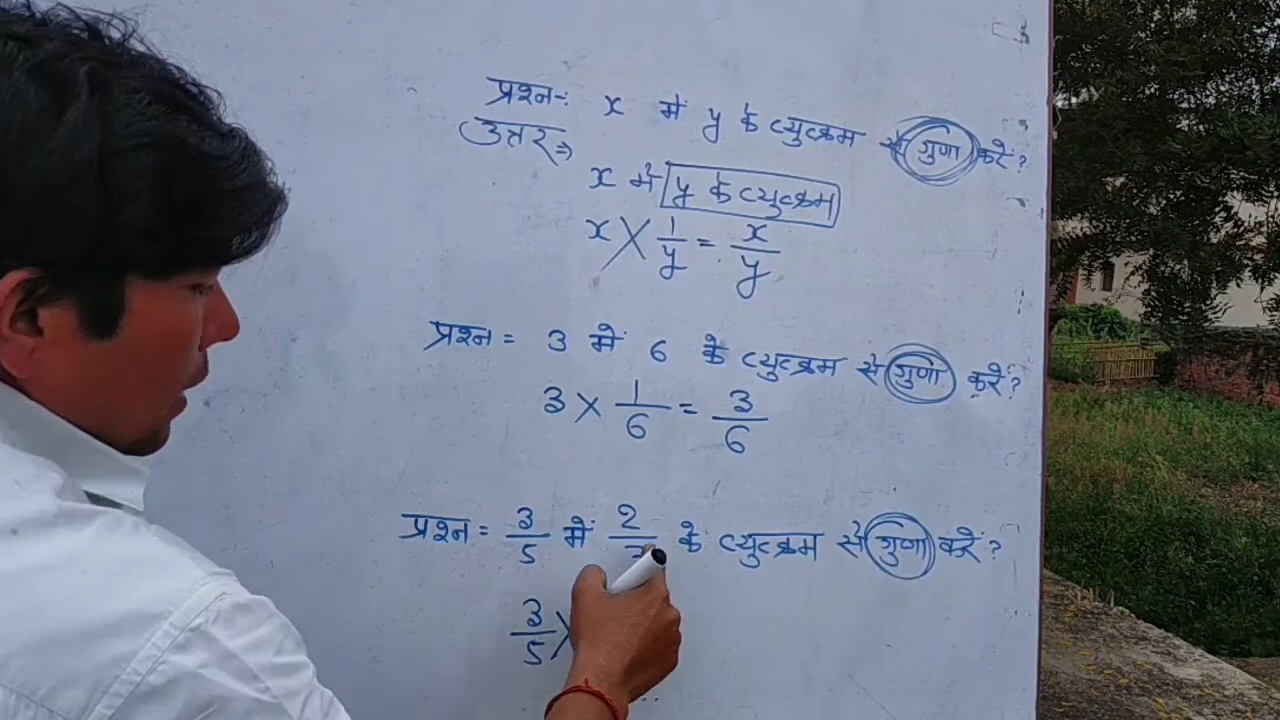 प्रश्न-: x में y के व्युत्क्रम से गुणा करें?
उत्तर⇒
x में y के व्युत्क्रम
x × 1/y = x/y
प्रश्न = 3 में 6 के व्युत्क्रम से गुणा करें?
3 × 1/6 = 3/6
प्रश्न = 3/5 में 2/ के व्युत्क्रम से गुणा करें?
3/5 ×